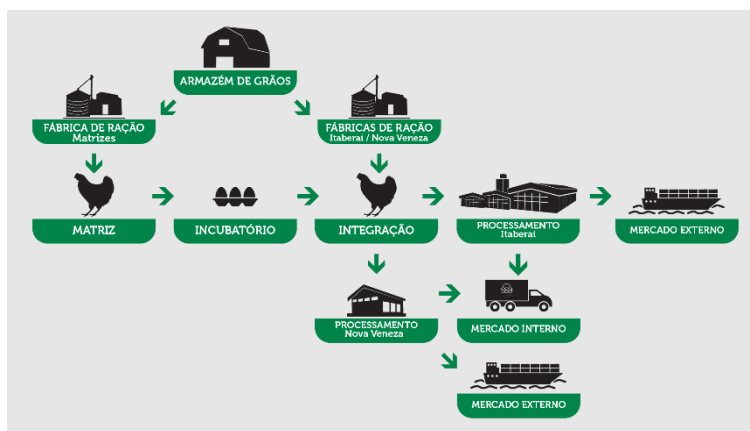 ARMAZÉM DE GRÃOS
FÁBRICA DE RAÇÃO
Matrizes
FÁBRICAS DE RAÇÃO
Itaberaí / Nova Veneza
MATRIZ
INCUBATÓRIO
INTEGRAÇÃO
PROCESSAMENTO
Itaberaí
MERCADO EXTERNO
PROCESSAMENTO
Nova Veneza
MERCADO INTERNO
MERCADO EXTERNO